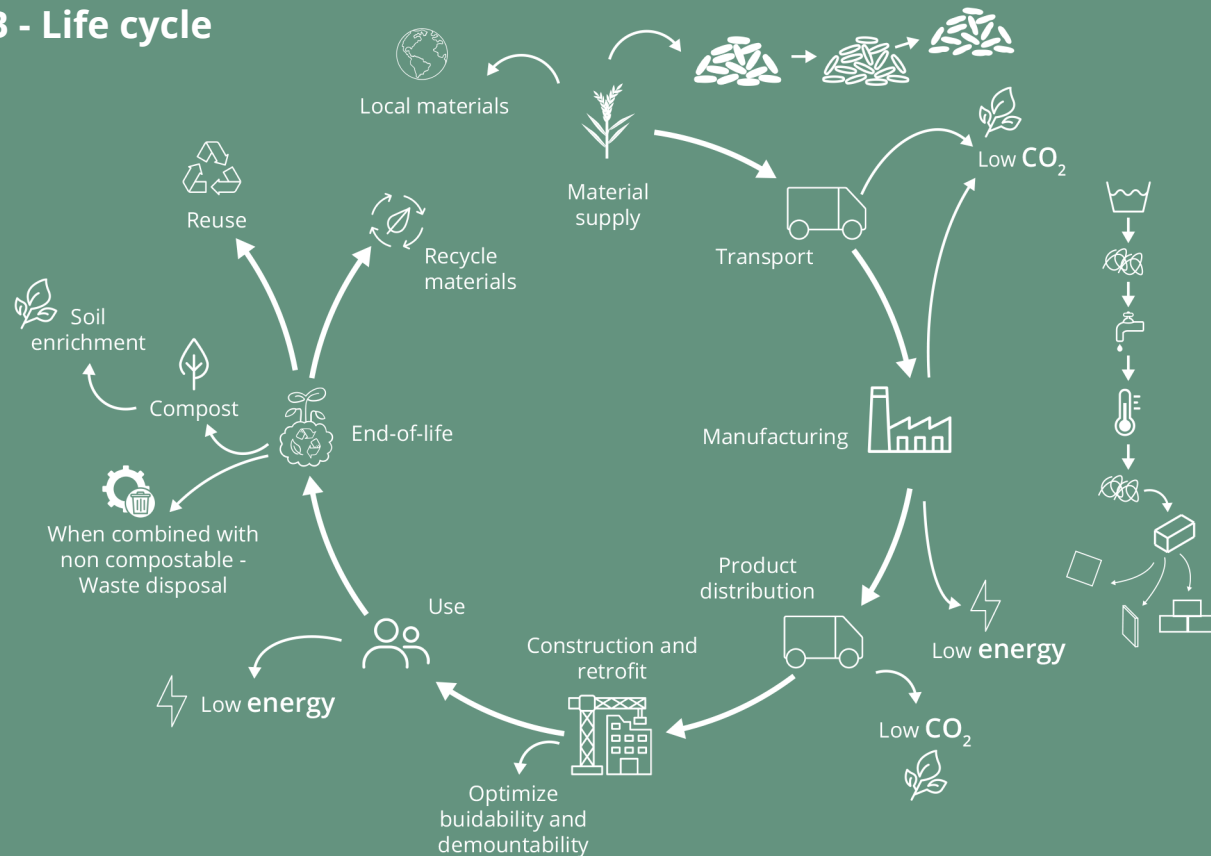 3 - Life cycle
Local materials
Material
supply
Low CO₂
Reuse
Transport
Recycle
materials
Soil
enrichment
Compost
End-of-life
Manufacturing
When combined with
non compostable -
Waste disposal
Product
distribution
Use
Construction and
retrofit
Low energy
Low energy
Low CO₂
Optimize
buidability and
demountability